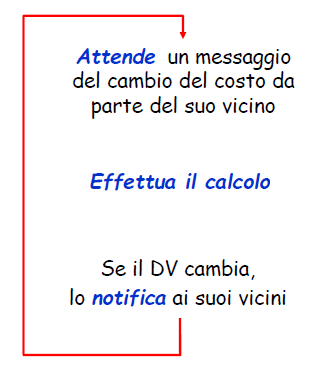 Attende un messaggio
del cambio del costo da
parte del suo vicino
Effettua il calcolo
Se il DV cambia,
lo notifica ai suoi vicini